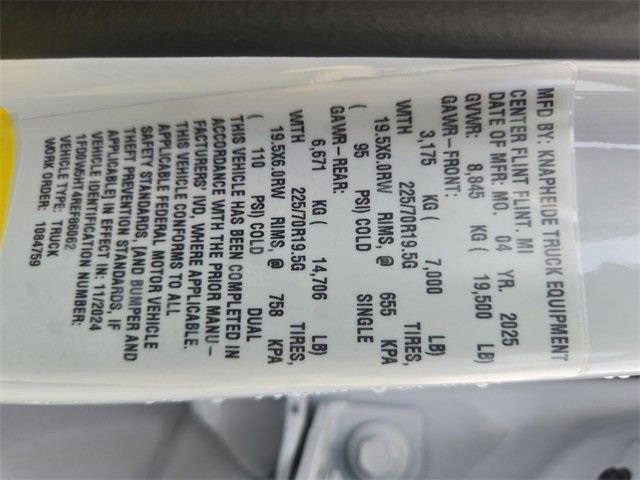 MFD BY: KNAPHEIDE TRUCK EQUIPMENT
CENTER FLINT FLINT, MI
DATE OF MFR: MO. 04 YR. 2025
GVWR: 8,845 KG ( 19,500 LB)
GAWR-FRONT:
3,175 KG ( 7,000 LB)
WITH 225/70R19.5G TIRES,
19.5X6.0RW RIMS, @ 655 KPA
( 95 PSI) COLD SINGLE
GAWR-REAR:
6,671 KG ( 14,706 LB)
WITH 225/70R19.5G TIRES,
19.5X6.0RW RIMS, @ 758 KPA
( 110 PSI) COLD DUAL
THIS VEHICLE HAS BEEN COMPLETED IN
ACCORDANCE WITH THE PRIOR MANU-
FACTURERS' IVD, WHERE APPLICABLE.
THIS VEHICLE CONFORMS TO ALL
APPLICABLE FEDERAL MOTOR VEHICLE
SAFETY STANDARDS, [AND BUMPER AND
THEFT PREVENTION STANDARDS, IF
APPLICABLE] IN EFFECT IN: 11/2024
VEHICLE IDENTIFICATION NUMBER:
VEHICLE TYPE: TRUCK
WORK ORDER: 1084759